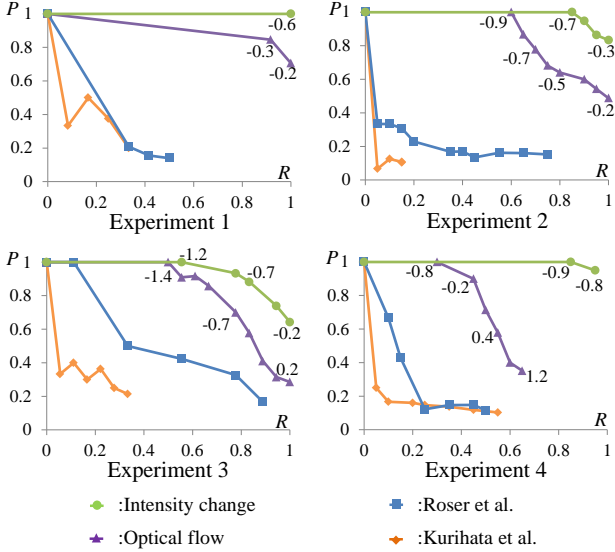 P
1
0.8
0.6
0.4
0.2
0
0 0.2 0.4 0.6 0.8 1
R
-0.6
-0.3
-0.2
Experiment 1
P
1
0.8
0.6
0.4
0.2
0
0 0.2 0.4 0.6 0.8 1
R
-0.9
-0.7
-0.7
-0.3
-0.5
-0.2
Experiment 2
P
1
0.8
0.6
0.4
0.2
0
0 0.2 0.4 0.6 0.8 1
R
-1.2
-1.4
-0.7
-0.7
-0.2
0.2
Experiment 3
P
1
0.8
0.6
0.4
0.2
0
0 0.2 0.4 0.6 0.8 1
R
-0.8
-0.9
-0.2
-0.8
0.4
1.2
Experiment 4
:Intensity change
:Roser et al.
:Optical flow
:Kurihata et al.